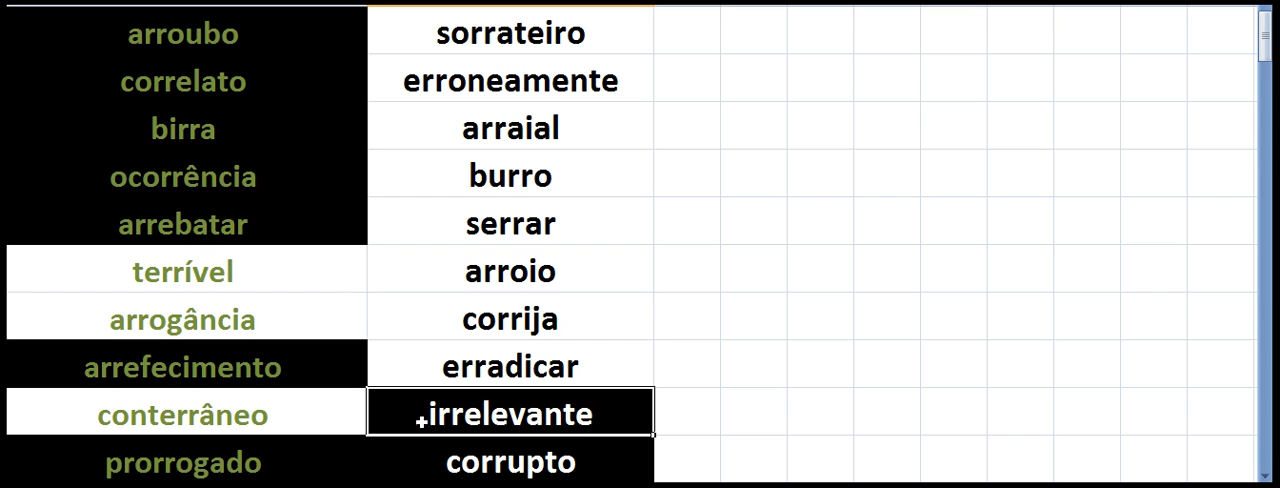 arroubo sorrateiro
correlato erroneamente
birra arraial
ocorrência burro
arrebatar serrar
terrível arroio
arrogância corrija
arrefecimento erradicar
conterrâneo irrelevante
prorrogado corrupto